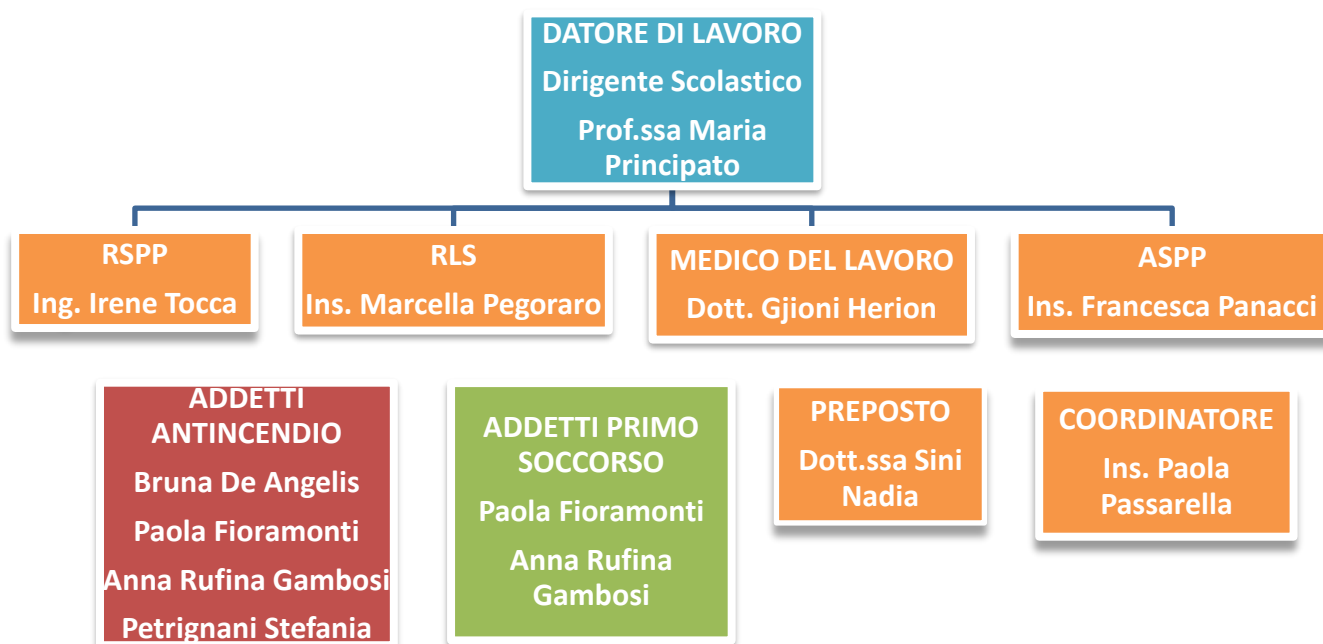 DATORE DI LAVORO
Dirigente Scolastico
Prof.ssa Maria
Principato
RSPP
Ing. Irene Tocca
RLS
Ins. Marcella Pegoraro
MEDICO DEL LAVORO
Dott. Gjioni Herion
ASPP
Ins. Francesca Panacci
ADDETTI
ANTINCENDIO
Bruna De Angelis
Paola Fioramonti
Anna Rufina Gambosi
Petrignani Stefania
ADDETTI PRIMO
SOCCORSO
Paola Fioramonti
Anna Rufina
Gambosi
PREPOSTO
Dott.ssa Sini
Nadia
COORDINATORE
Ins. Paola
Passarella